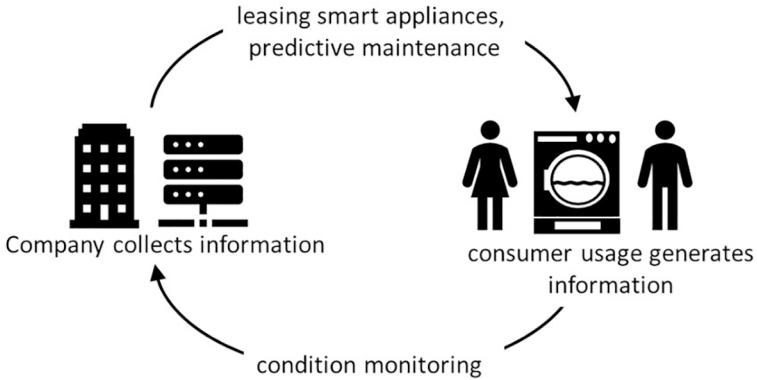 leasing smart appliances,
predictive maintenance
Company collects information
consumer usage generates
information
condition monitoring